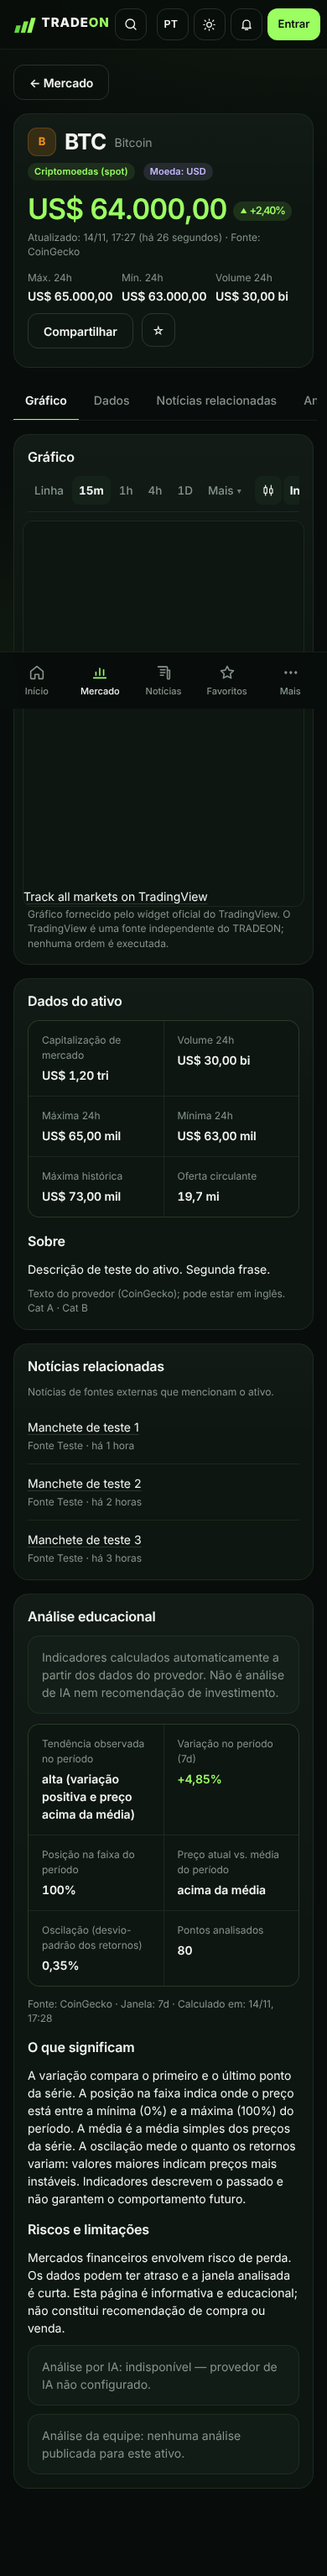 TRADEON
PT
Entrar
← Mercado
B
BTC Bitcoin
Criptomoedas (spot) Moeda: USD
US$ 64.000,00 ▲ +2,40%
Atualizado: 14/11, 17:27 (há 26 segundos) · Fonte:
CoinGecko
Máx. 24h Mín. 24h Volume 24h
US$ 65.000,00 US$ 63.000,00 US$ 30,00 bi
Compartilhar ☆
Gráfico Dados Notícias relacionadas An
Gráfico
Linha 15m 1h 4h 1D Mais ▾ In
Início Mercado Notícias Favoritos Mais
Track all markets on TradingView
Gráfico fornecido pelo widget oficial do TradingView. O
TradingView é uma fonte independente do TRADEON;
nenhuma ordem é executada.
Dados do ativo
Capitalização de
mercado
US$ 1,20 tri
Volume 24h
US$ 30,00 bi
Máxima 24h
US$ 65,00 mil
Mínima 24h
US$ 63,00 mil
Máxima histórica
US$ 73,00 mil
Oferta circulante
19,7 mi
Sobre
Descrição de teste do ativo. Segunda frase.
Texto do provedor (CoinGecko); pode estar em inglês.
Cat A · Cat B
Notícias relacionadas
Notícias de fontes externas que mencionam o ativo.
Manchete de teste 1
Fonte Teste · há 1 hora
Manchete de teste 2
Fonte Teste · há 2 horas
Manchete de teste 3
Fonte Teste · há 3 horas
Análise educacional
Indicadores calculados automaticamente a
partir dos dados do provedor. Não é análise
de IA nem recomendação de investimento.
Tendência observada
no período
alta (variação
positiva e preço
acima da média)
Variação no período
(7d)
+4,85%
Posição na faixa do
período
100%
Preço atual vs. média
do período
acima da média
Oscilação (desvio-
padrão dos retornos)
0,35%
Pontos analisados
80
Fonte: CoinGecko · Janela: 7d · Calculado em: 14/11,
17:28
O que significam
A variação compara o primeiro e o último ponto
da série. A posição na faixa indica onde o preço
está entre a mínima (0%) e a máxima (100%) do
período. A média é a média simples dos preços
da série. A oscilação mede o quanto os retornos
variam: valores maiores indicam preços mais
instáveis. Indicadores descrevem o passado e
não garantem o comportamento futuro.
Riscos e limitações
Mercados financeiros envolvem risco de perda.
Os dados podem ter atraso e a janela analisada
é curta. Esta página é informativa e educacional;
não constitui recomendação de compra ou
venda.
Análise por IA: indisponível — provedor de
IA não configurado.
Análise da equipe: nenhuma análise
publicada para este ativo.